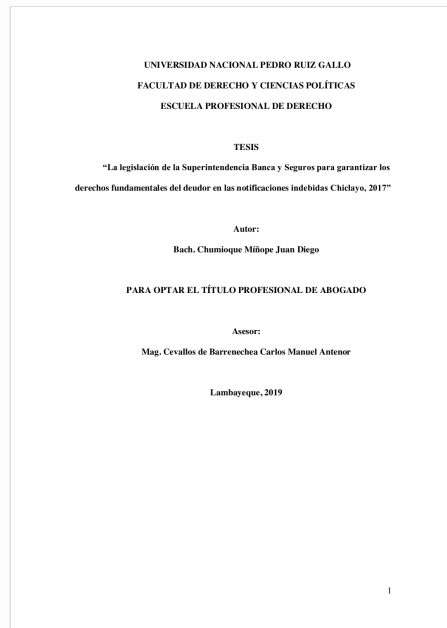 UNIVERSIDAD NACIONAL PEDRO RUIZ GALLO
FACULTAD DE DERECHO Y CIENCIAS POLÍTICAS
ESCUELA PROFESIONAL DE DERECHO
TESIS
“La legislación de la Superintendencia Banca y Seguros para garantizar los
derechos fundamentales del deudor en las notificaciones indebidas Chiclayo, 2017”
Autor:
Bach. Chumioque Míñope Juan Diego
PARA OPTAR EL TÍTULO PROFESIONAL DE ABOGADO
Asesor:
Mag. Cevallos de Barrenechea Carlos Manuel Antenor
Lambayeque, 2019
1